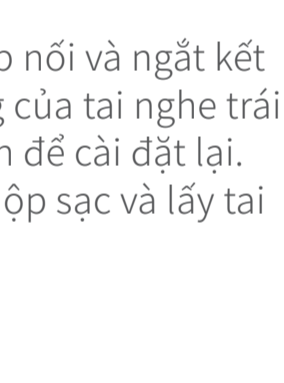 nối và ngắt kết
của tai nghe trái
để cài đặt lại.
sạc và lấy tai